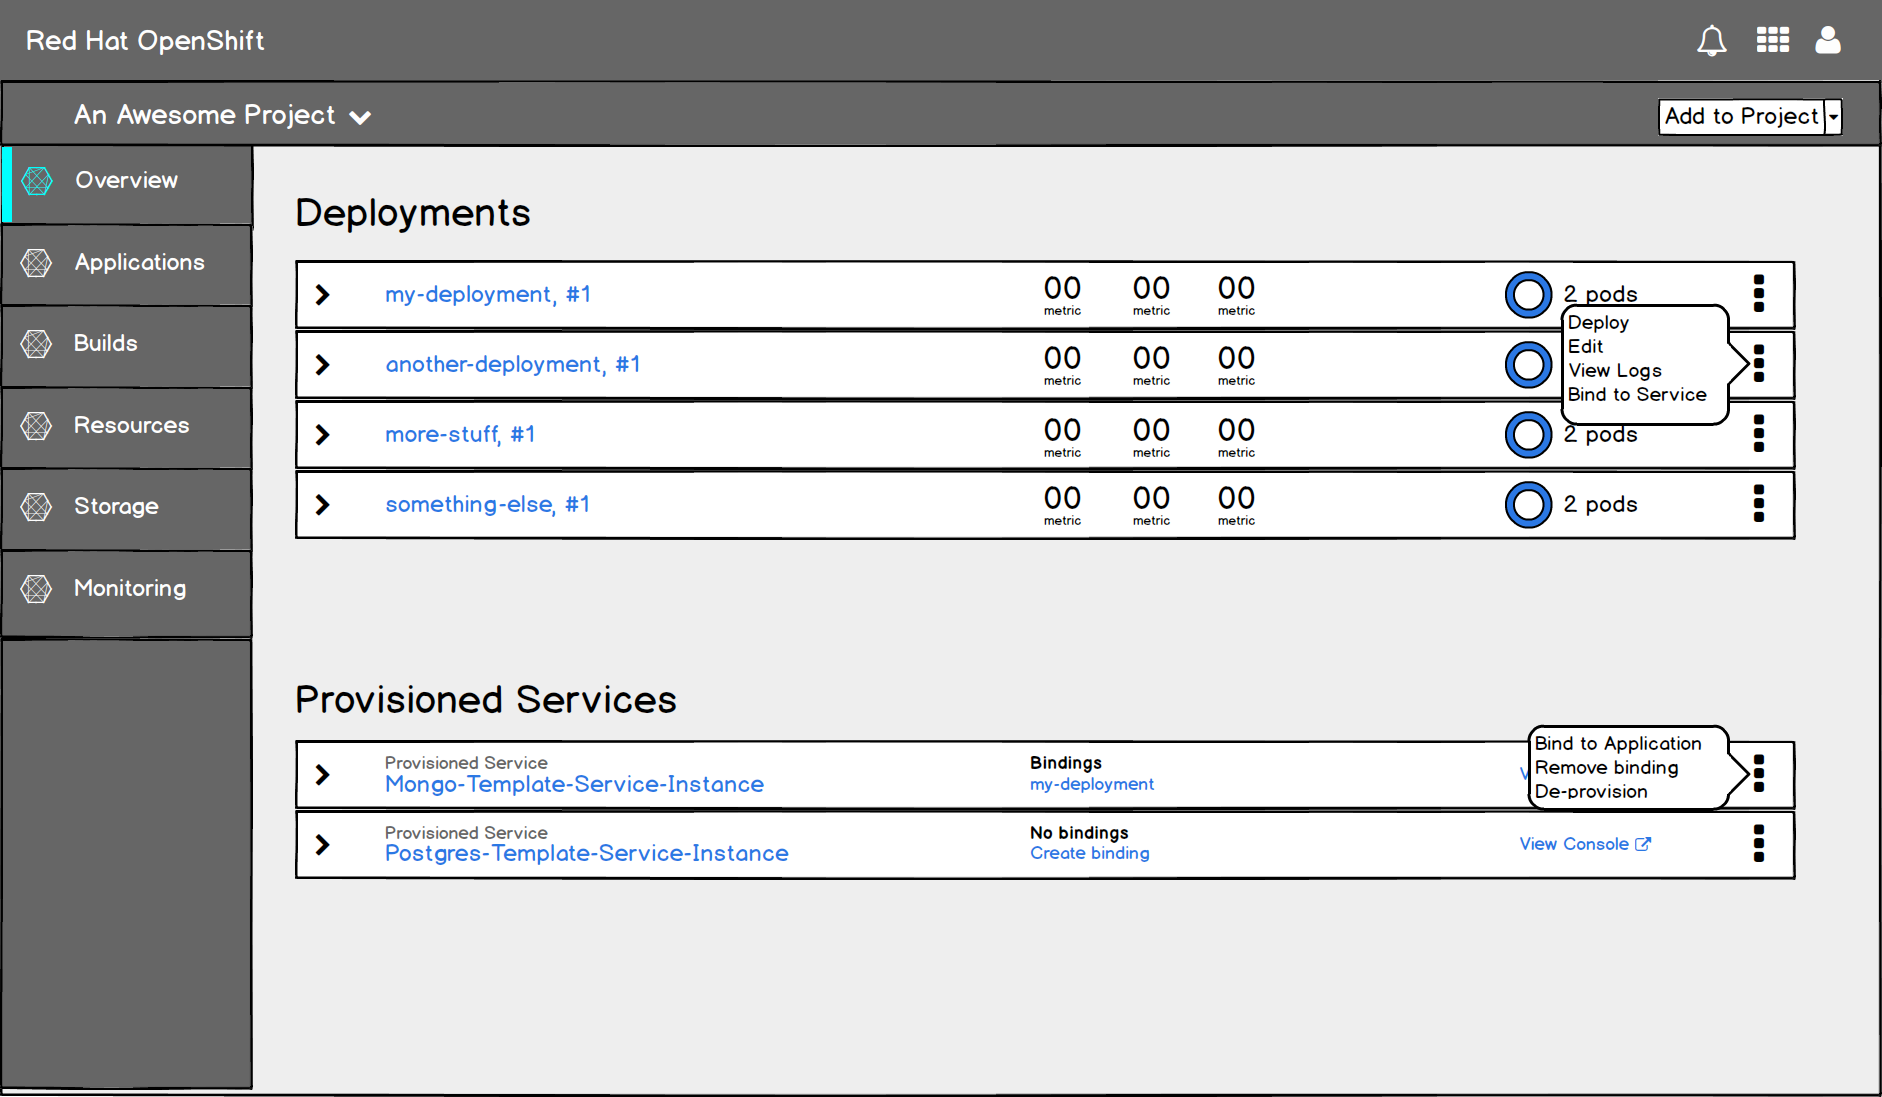 Red Hat OpenShift
An Awesome Project
Add to Project
Overview
Applications
Builds
Resources
Storage
Monitoring
Deployments
my-deployment, #1
00 00 00
metric metric metric
2 pods
another-deployment, #1
00 00 00
metric metric metric
Deploy
Edit
View Logs
Bind to Service
more-stuff, #1
00 00 00
metric metric metric
2 pods
something-else, #1
00 00 00
metric metric metric
2 pods
Provisioned Services
Provisioned Service
Mongo-Template-Service-Instance
Bindings
my-deployment
Bind to Application
Remove binding
De-provision
Provisioned Service
Postgres-Template-Service-Instance
No bindings
Create binding
View Console